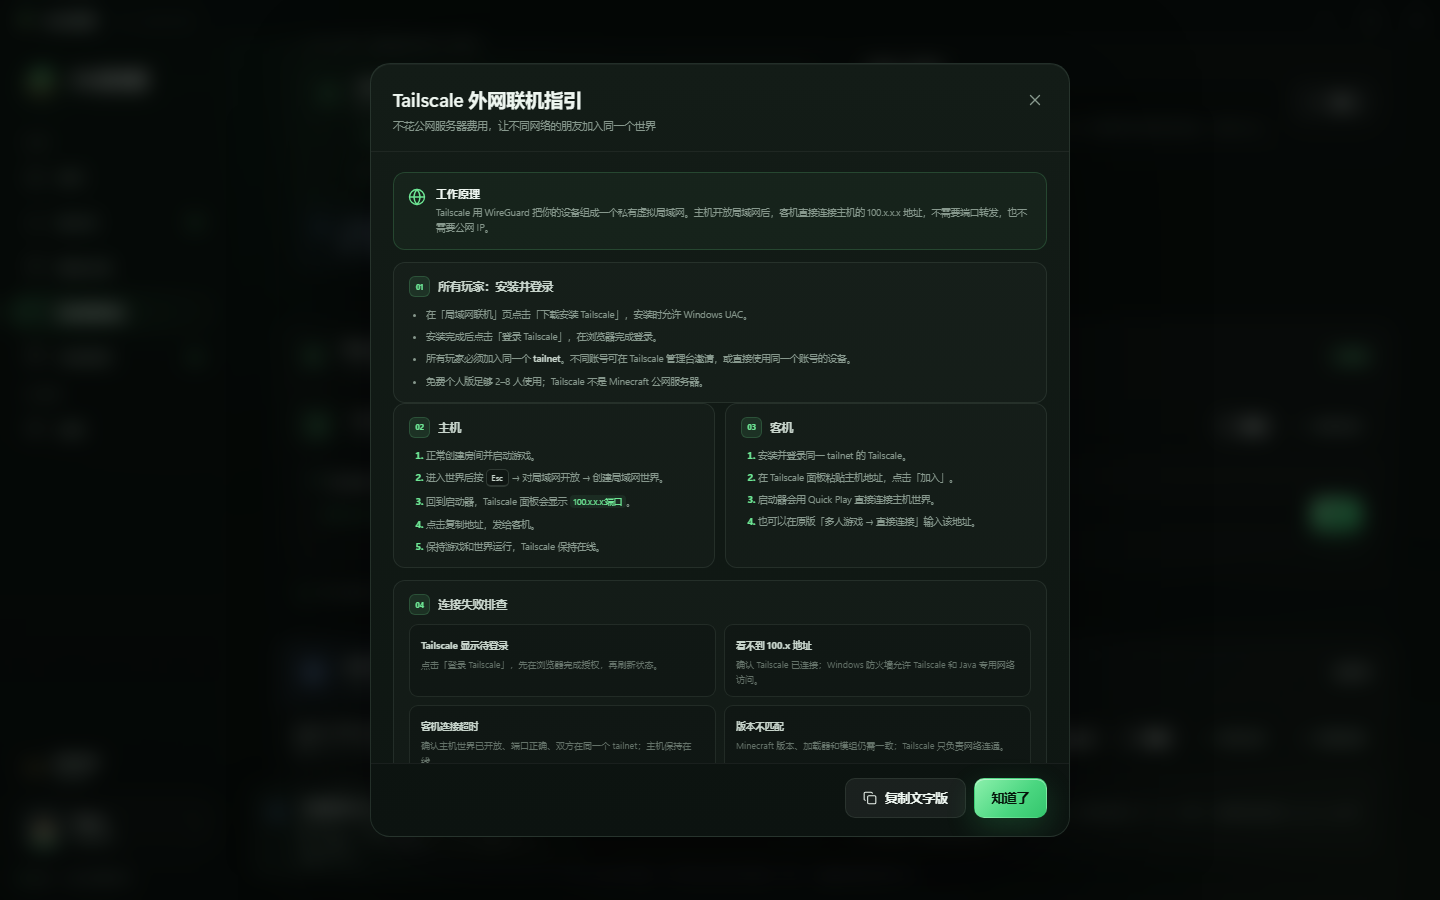 Tailscale 外网联机指引
不花公网服务器费用，让不同网络的朋友加入同一个世界
工作原理
Tailscale 用 WireGuard 把你的设备组成一个私有虚拟局域网。主机开放局域网后，客机直接连接主机的 100.x.x.x 地址，不需要端口转发，也不
需要公网 IP。
01 所有玩家：安装并登录
• 在「局域网联机」页点击「下载安装 Tailscale」，安装时允许 Windows UAC。
• 安装完成后点击「登录 Tailscale」，在浏览器完成登录。
• 所有玩家必须加入同一个 tailnet。不同账号可在 Tailscale 管理台邀请，或直接使用同一个账号的设备。
• 免费个人版足够 2–8 人使用；Tailscale 不是 Minecraft 公网服务器。
02 主机
1. 正常创建房间并启动游戏。
2. 进入世界后按 Esc → 对局域网开放 → 创建局域网世界。
3. 回到启动器，Tailscale 面板会显示 100.x.x.x:端口 。
4. 点击复制地址，发给客机。
5. 保持游戏和世界运行，Tailscale 保持在线。
03 客机
1. 安装并登录同一 tailnet 的 Tailscale。
2. 在 Tailscale 面板粘贴主机地址，点击「加入」。
3. 启动器会用 Quick Play 直接连接主机世界。
4. 也可以在原版「多人游戏 → 直接连接」输入该地址。
04 连接失败排查
Tailscale 显示待登录
点击「登录 Tailscale」，先在浏览器完成授权，再刷新状态。
看不到 100.x 地址
确认 Tailscale 已连接；Windows 防火墙允许 Tailscale 和 Java 专用网络
访问。
客机连接超时
确认主机世界已开放、端口正确、双方在同一个 tailnet；主机保持在
线。
版本不匹配
Minecraft 版本、加载器和模组仍需一致；Tailscale 只负责网络连通。
复制文字版
知道了